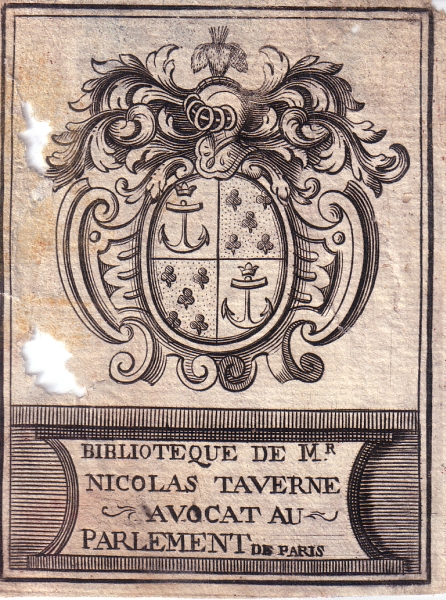 BIBLIOTEQUE DE M.R
NICOLAS TAVERNE
AVOCAT AU
PARLEMENT DE PARIS